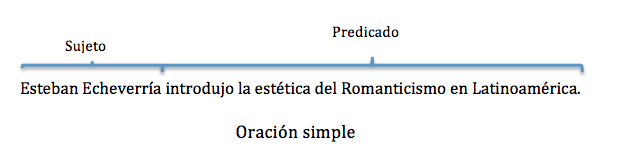 Sujeto
Predicado
Esteban Echeverría introdujo la estética del Romanticismo en Latinoamérica.
Oración simple